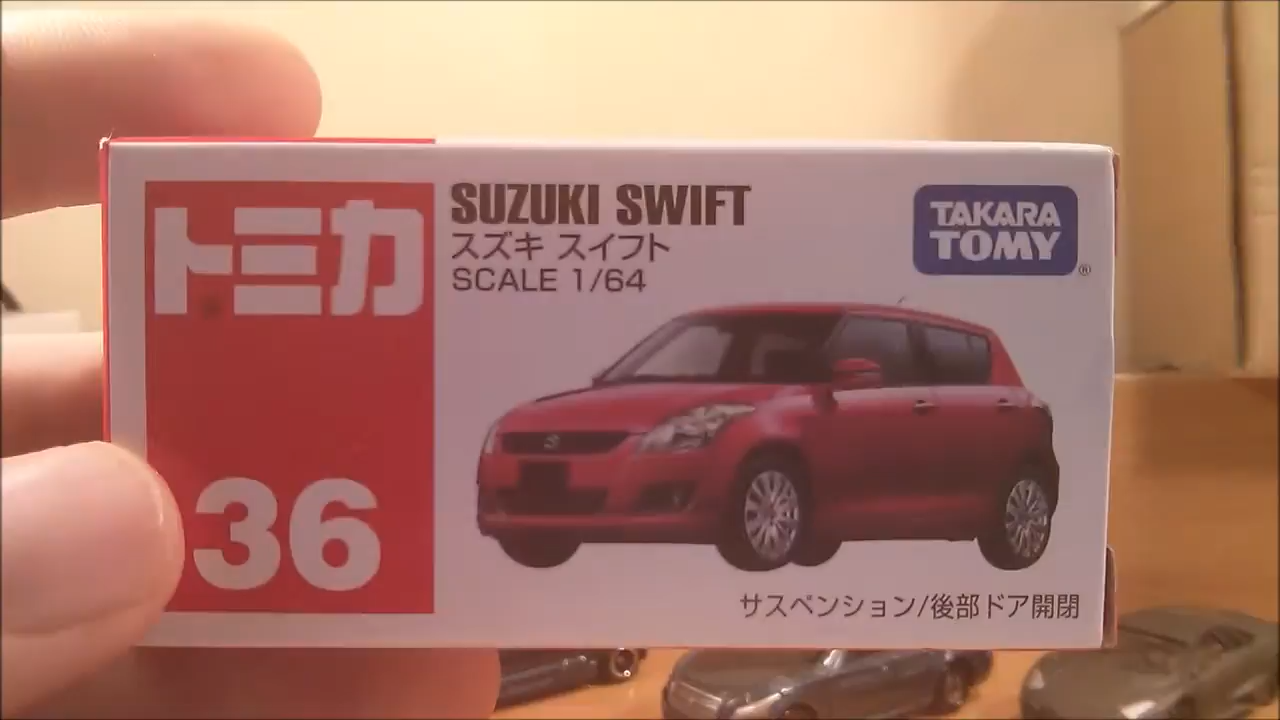 トミカ
36
SUZUKI SWIFT
スズキ スイフト
SCALE 1/64
TAKARA
TOMY
®
サスペンション/後部ドア開閉